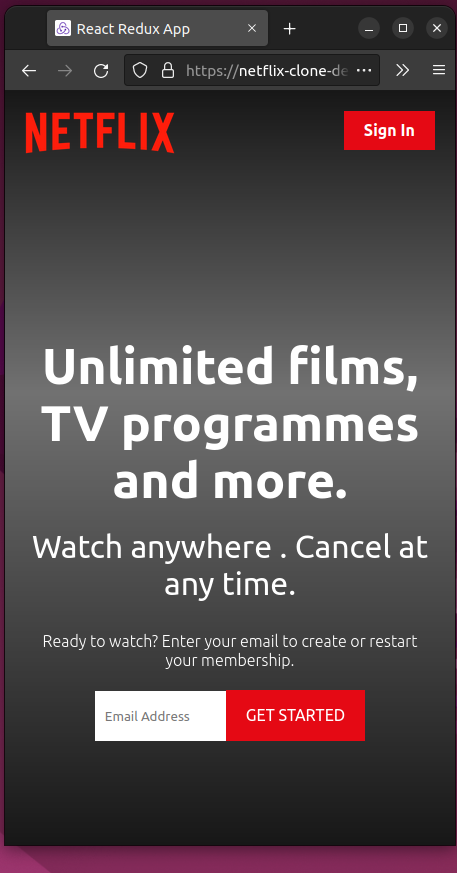 React Redux App
https://netflix-clone-de
NETFLIX
Sign In
Unlimited films,
TV programmes
and more.
Watch anywhere . Cancel at
any time.
Ready to watch? Enter your email to create or restart
your membership.
Email Address
GET STARTED